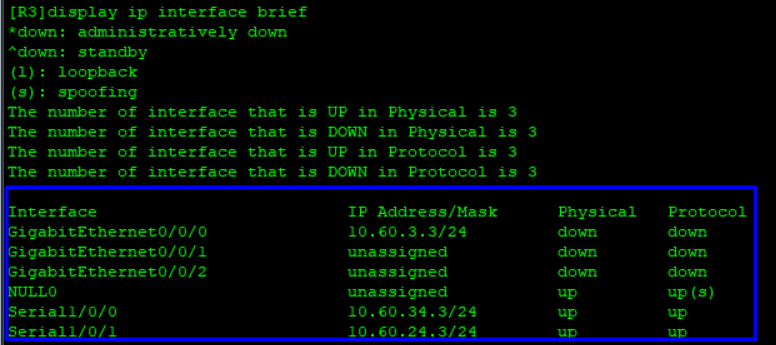 [R3]display ip interface brief
*down: administratively down
^down: standby
(l): loopback
(s): spoofing
The number of interface that is UP in Physical is 3
The number of interface that is DOWN in Physical is 3
The number of interface that is UP in Protocol is 3
The number of interface that is DOWN in Protocol is 3
Interface IP Address/Mask Physical Protocol
GigabitEthernet0/0/0 10.60.3.3/24 down down
GigabitEthernet0/0/1 unassigned down down
GigabitEthernet0/0/2 unassigned down down
NULL0 unassigned up up(s)
Serial1/0/0 10.60.34.3/24 up up
Serial1/0/1 10.60.24.3/24 up up